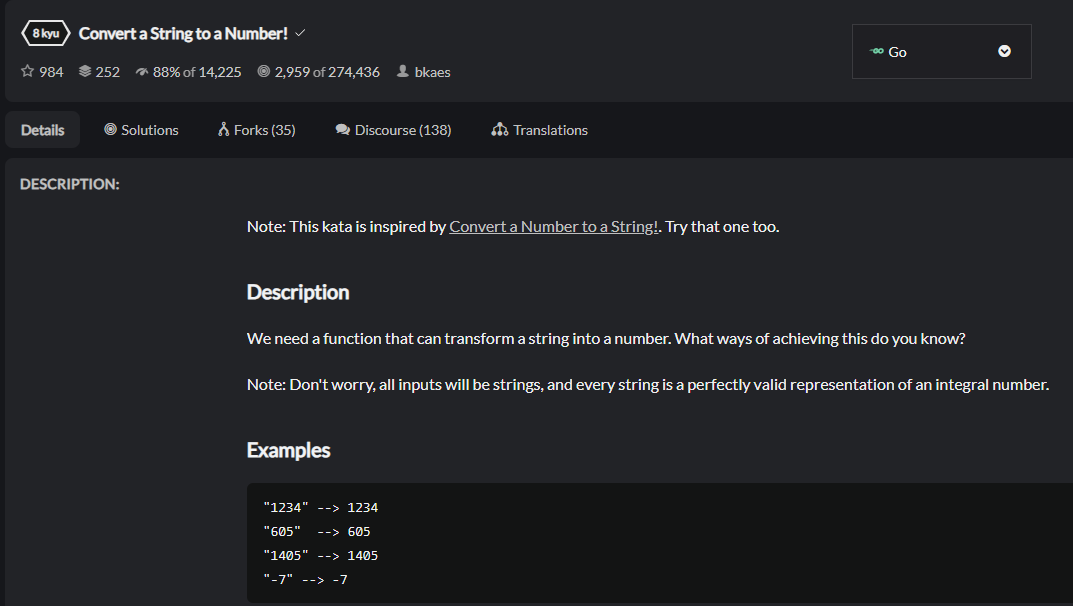 8 kyu Convert a String to a Number!
984 252 88% of 14,225 2,959 of 274,436 bkaes
Go
Details Solutions Forks (35) Discourse (138) Translations
DESCRIPTION:
Note: This kata is inspired by Convert a Number to a String!. Try that one too.
Description
We need a function that can transform a string into a number. What ways of achieving this do you know?
Note: Don't worry, all inputs will be strings, and every string is a perfectly valid representation of an integral number.
Examples
"1234" --> 1234
"605"  --> 605
"1405" --> 1405
"-7" --> -7